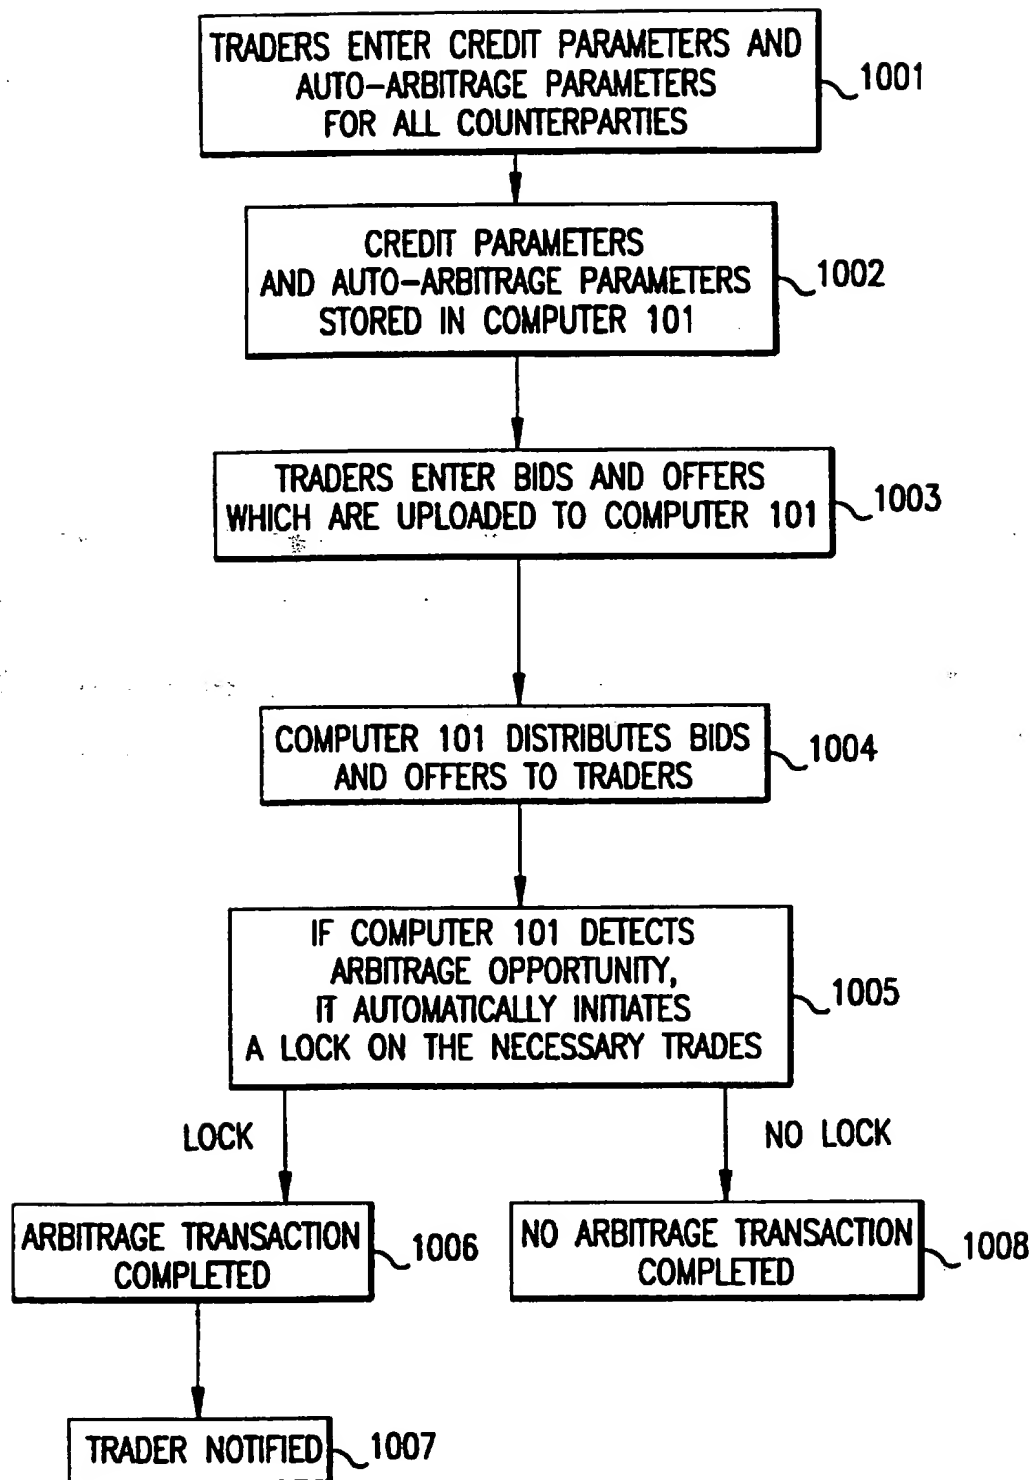 TRADERS ENTER CREDIT PARAMETERS AND
AUTO-ARBITRAGE PARAMETERS
FOR ALL COUNTERPARTIES
1001
CREDIT PARAMETERS
AND AUTO-ARBITRAGE PARAMETERS
STORED IN COMPUTER 101
1002
TRADERS ENTER BIDS AND OFFERS
WHICH ARE UPLOADED TO COMPUTER 101
1003
COMPUTER 101 DISTRIBUTES BIDS
AND OFFERS TO TRADERS
1004
IF COMPUTER 101 DETECTS
ARBITRAGE OPPORTUNITY,
IT AUTOMATICALLY INITIATES
A LOCK ON THE NECESSARY TRADES
1005
LOCK
NO LOCK
ARBITRAGE TRANSACTION
COMPLETED
1006
NO ARBITRAGE TRANSACTION
COMPLETED
1008
TRADER NOTIFIED
1007